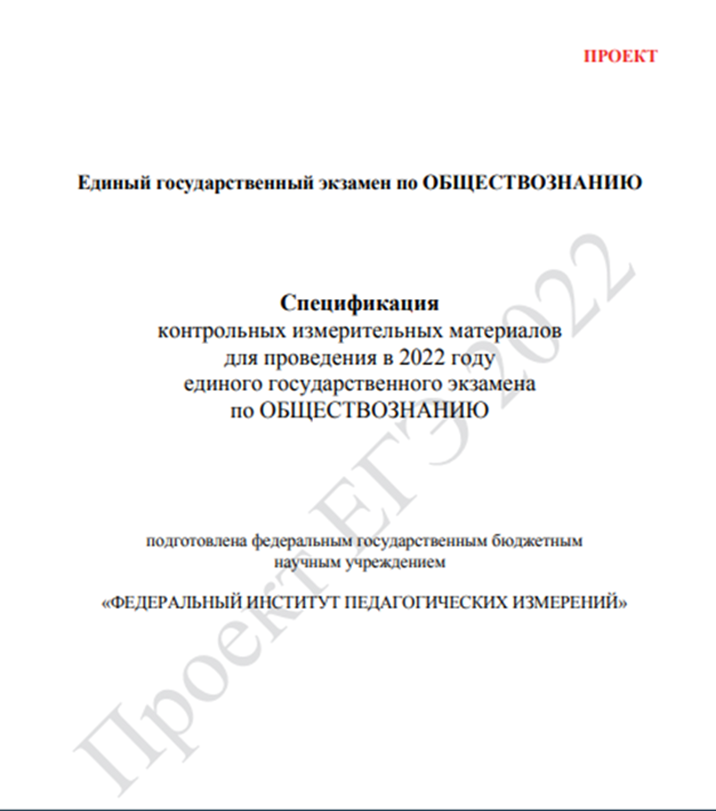 ПРОЕКТ
Единый государственный экзамен по ОБЩЕСТВОЗНАНИЮ
Спецификация
контрольных измерительных материалов
для проведения в 2022 году
единого государственного экзамена
по ОБЩЕСТВОЗНАНИЮ
подготовлена федеральным государственным бюджетным
научным учреждением
«ФЕДЕРАЛЬНЫЙ ИНСТИТУТ ПЕДАГОГИЧЕСКИХ ИЗМЕРЕНИЙ»
Проект ЕГЭ 2022